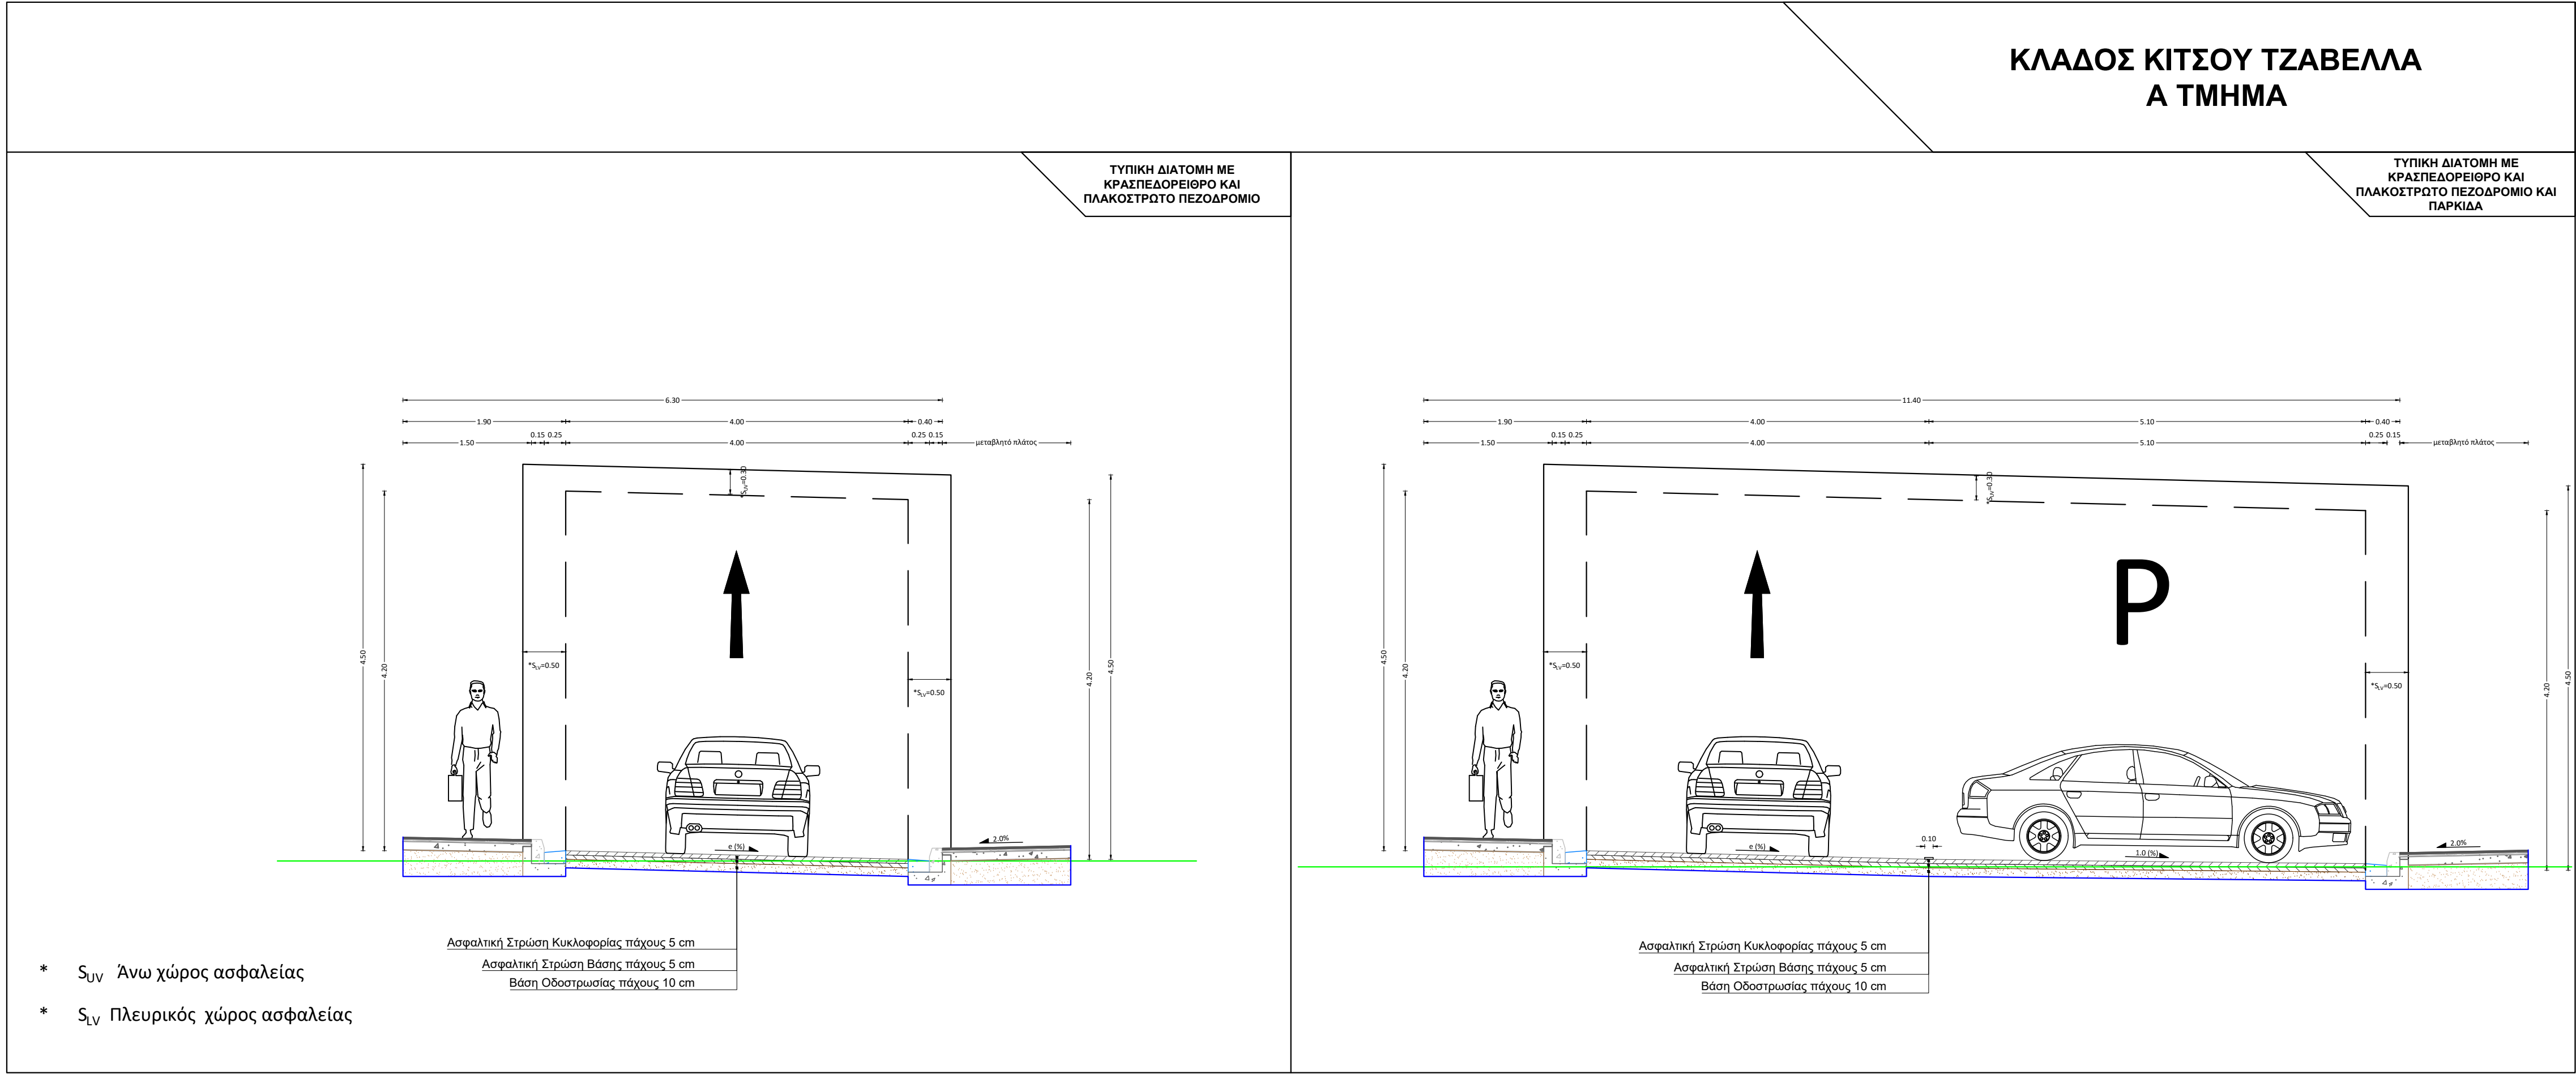 ΚΛΑΔΟΣ ΚΙΤΣΟΥ ΤΖΑΒΕΛΛΑ
Α ΤΜΗΜΑ
ΤΥΠΙΚΗ ΔΙΑΤΟΜΗ ΜΕ
ΚΡΑΣΠΕΔΟΡΕΙΘΡΟ ΚΑΙ
ΠΛΑΚΟΣΤΡΩΤΟ ΠΕΖΟΔΡΟΜΙΟ
6.30
1.90 4.00 0.40
1.50 0.15 0.25 4.00 0.25 0.15 μεταβλητό πλάτος
*SUV=0.30
4.50
4.20
*SLV=0.50
*SLV=0.50
4.20
4.50
e (%)
2.0%
Ασφαλτική Στρώση Κυκλοφορίας πάχους 5 cm
Ασφαλτική Στρώση Βάσης πάχους 5 cm
Βάση Οδοστρωσίας πάχους 10 cm
* SUV Άνω χώρος ασφαλείας
* SLV Πλευρικός χώρος ασφαλείας
ΤΥΠΙΚΗ ΔΙΑΤΟΜΗ ΜΕ
ΚΡΑΣΠΕΔΟΡΕΙΘΡΟ ΚΑΙ
ΠΛΑΚΟΣΤΡΩΤΟ ΠΕΖΟΔΡΟΜΙΟ ΚΑΙ
ΠΑΡΚΙΔΑ
11.40
1.90 4.00 5.10 0.40
1.50 0.15 0.25 4.00 5.10 0.25 0.15 μεταβλητό πλάτος
*SUV=0.30
P
4.50
4.20
*SLV=0.50
*SLV=0.50
4.20
4.50
e (%)
0.10
1.0 (%)
2.0%
Ασφαλτική Στρώση Κυκλοφορίας πάχους 5 cm
Ασφαλτική Στρώση Βάσης πάχους 5 cm
Βάση Οδοστρωσίας πάχους 10 cm